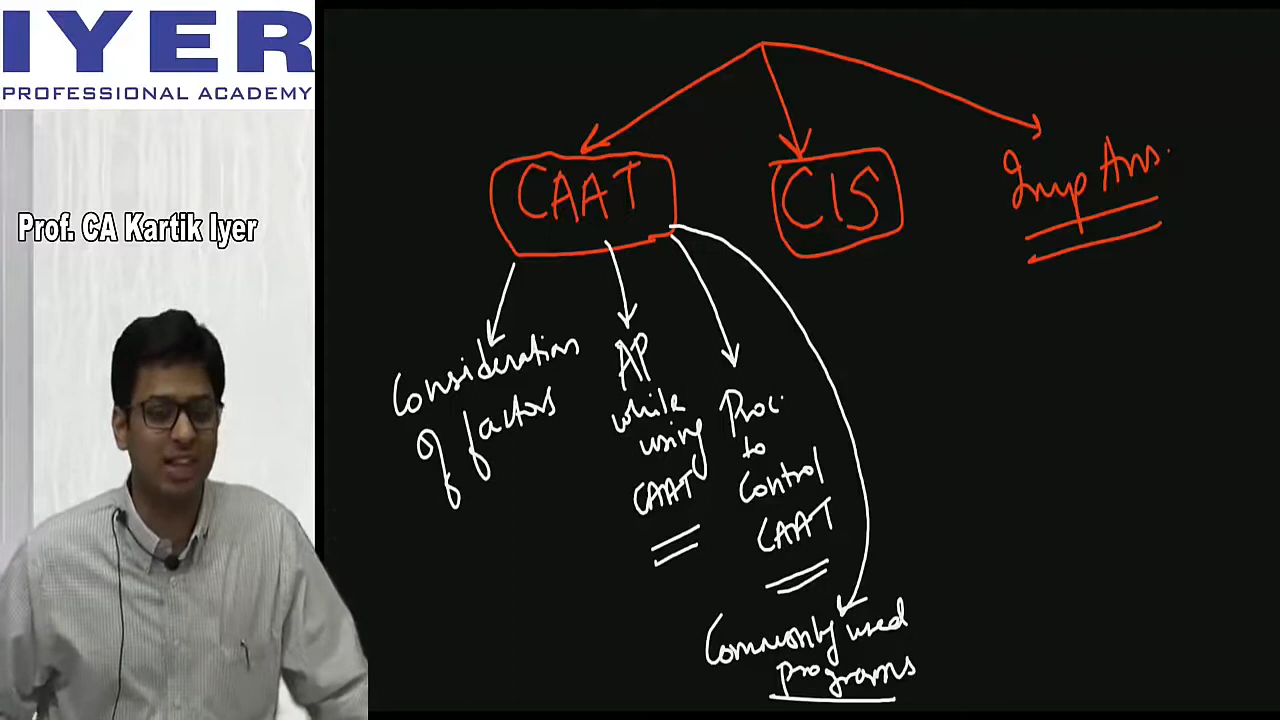 IYER
PROFESSIONAL ACADEMY
Prof. CA Kartik Iyer
CAAT
CIS
Imp Ans.
Consideration
of factors
AP
while
using
CAAT
Proc.
to
Control
CAAT
Commonly used
programs